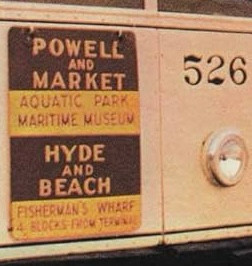 POWELL
AND
MARKET
AQUATIC PARK
MARITIME MUSEUM
HYDE
AND
BEACH
FISHERMAN'S WHARF
4 BLOCKS FROM TERMINAL
526